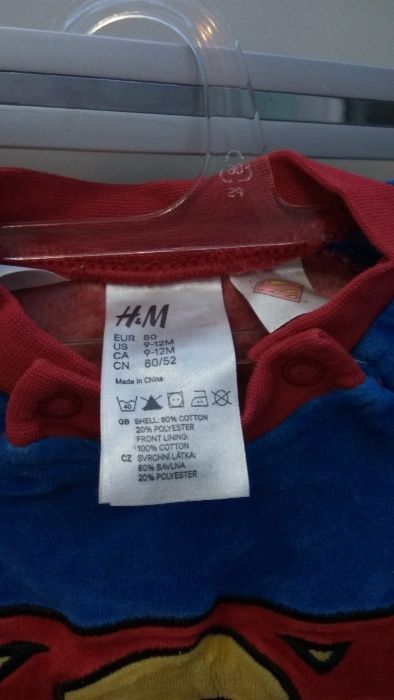 H&M
EUR 80
US 9-12M
CA 9-12M
CN 80/52
Made in China
40
GB SHELL: 80% COTTON
20% POLYESTER
FRONT LINING:
100% COTTON
CZ SVRCHNÍ LÁTKA:
80% BAVLNA
20% POLYESTER